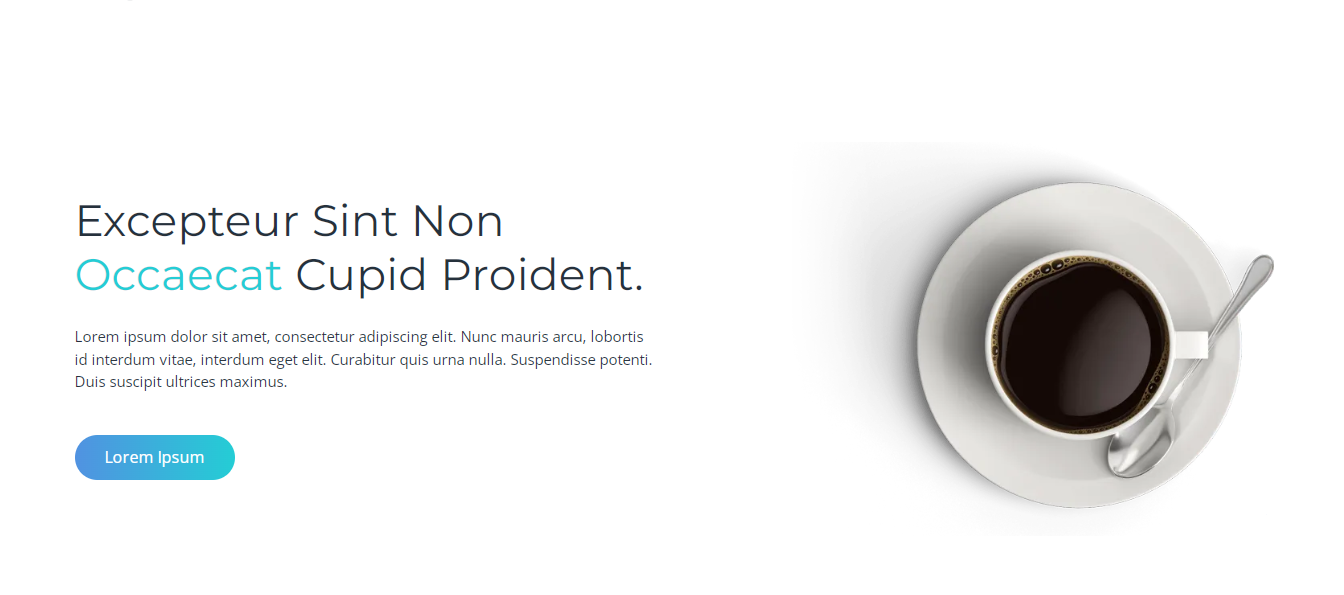 Excepteur Sint Non
Occaecat Cupid Proident.
Lorem ipsum dolor sit amet, consectetur adipiscing elit. Nunc mauris arcu, lobortis
id interdum vitae, interdum eget elit. Curabitur quis urna nulla. Suspendisse potenti.
Duis suscipit ultrices maximus.
Lorem Ipsum